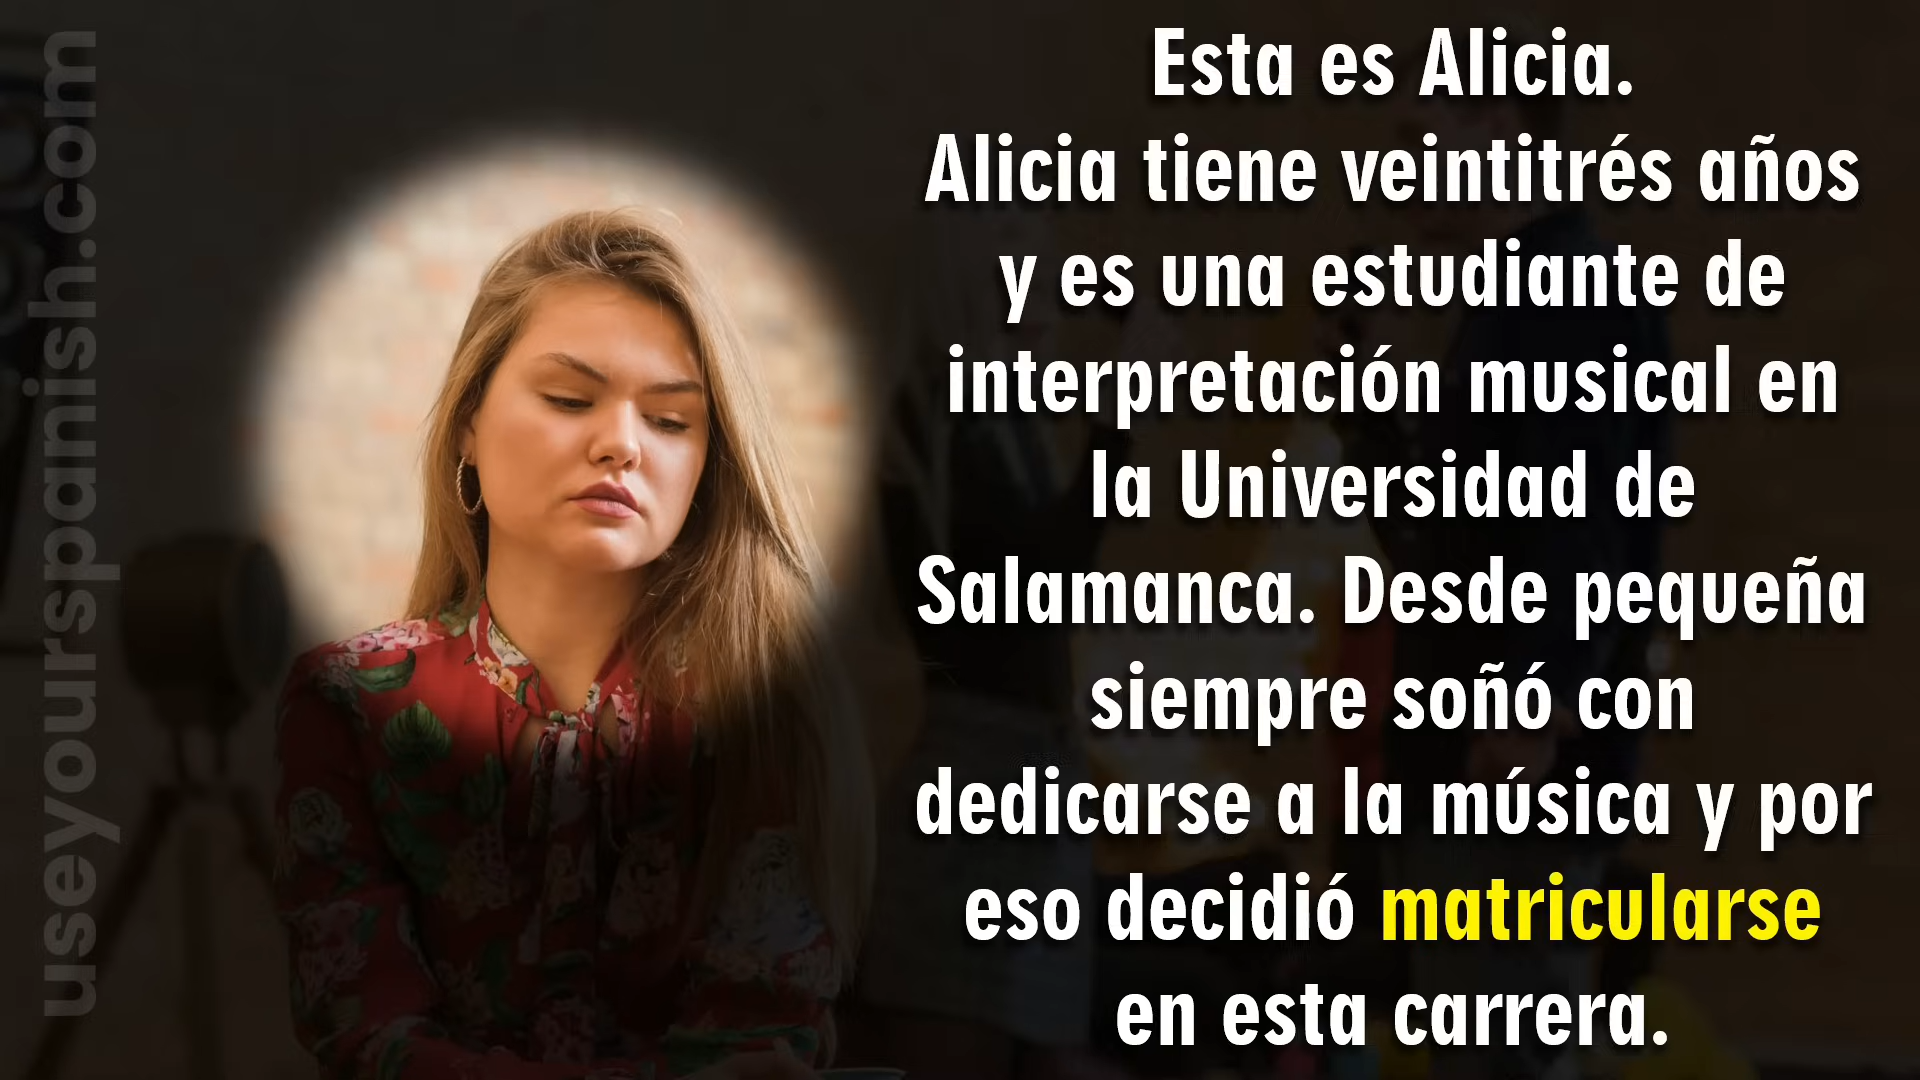 Esta es Alicia.
Alicia tiene veintitrés años
y es una estudiante de
interpretación musical en
la Universidad de
Salamanca. Desde pequeña
siempre soñó con
dedicarse a la música y por
eso decidió matricularse
en esta carrera.
useyourspanish.com